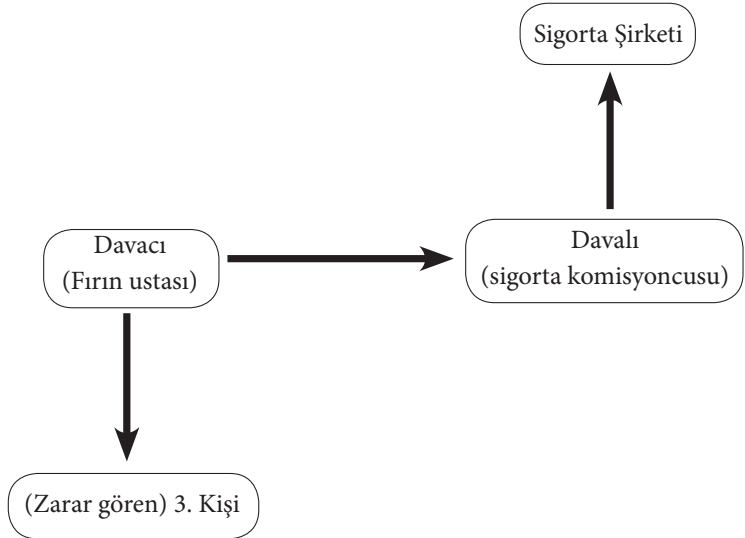 Sigorta Şirketi
Davacı
(Fırın ustası)
Davalı
(sigorta komisyoncusu)
(Zarar gören) 3. Kişi